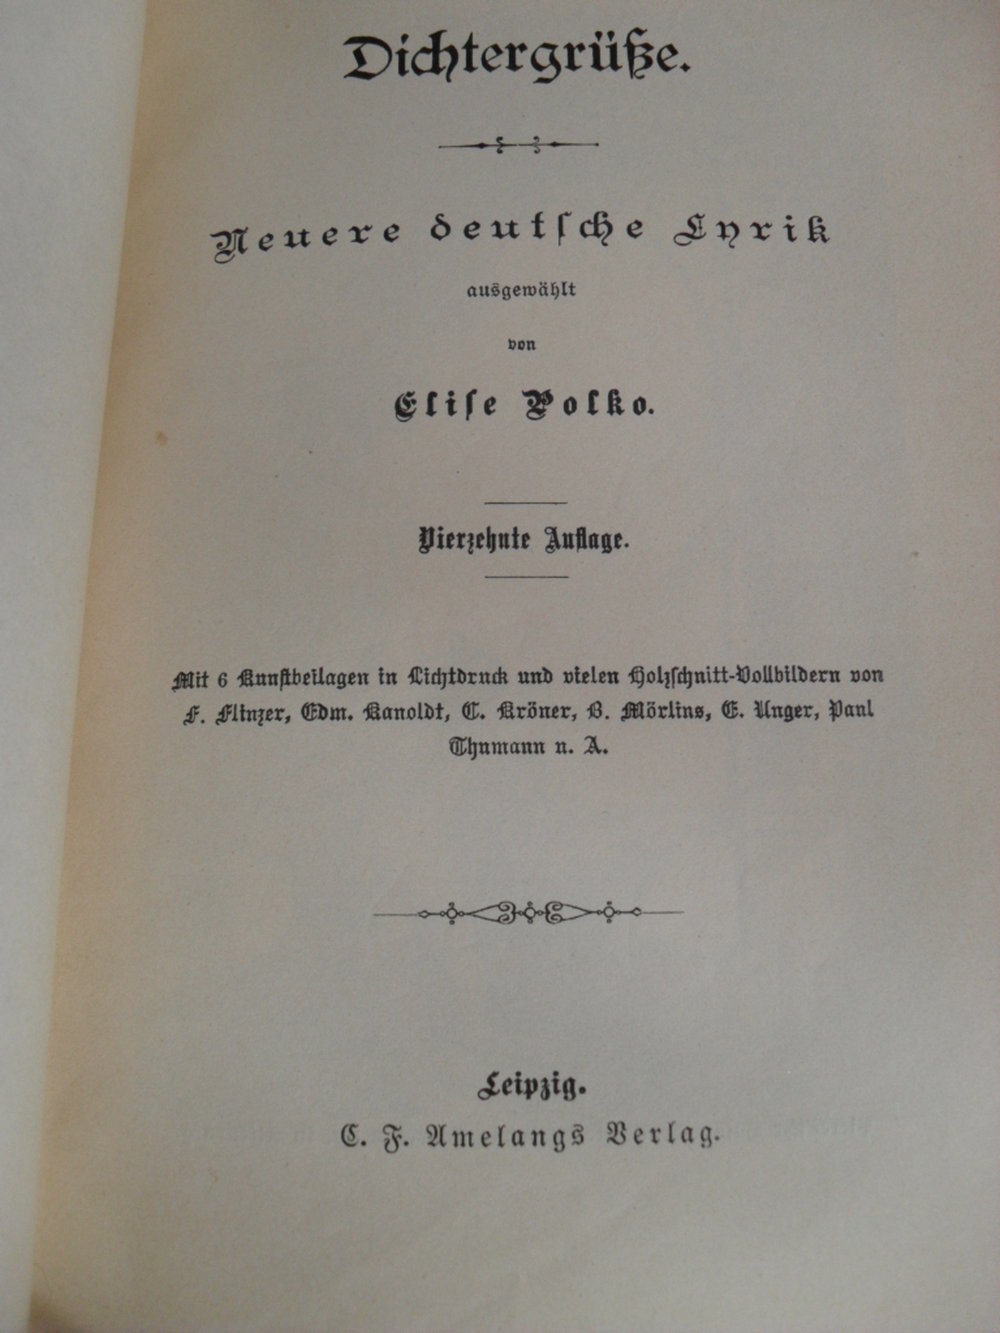 Dichtergrüße.
Neuere deutſche Lyrik
ausgewählt
von
Eliſe Polko.
Vierzehnte Auflage.
Mit 6 Kunſtbeilagen in Lichtdruck und vielen Holzſchnitt-Vollbildern von
F. Flinzer, Edm. Kanoldt, C. Kröner, B. Mörlins, E. Unger, Paul
Thumann u. A.
Leipzig.
C. F. Amelangs Verlag.